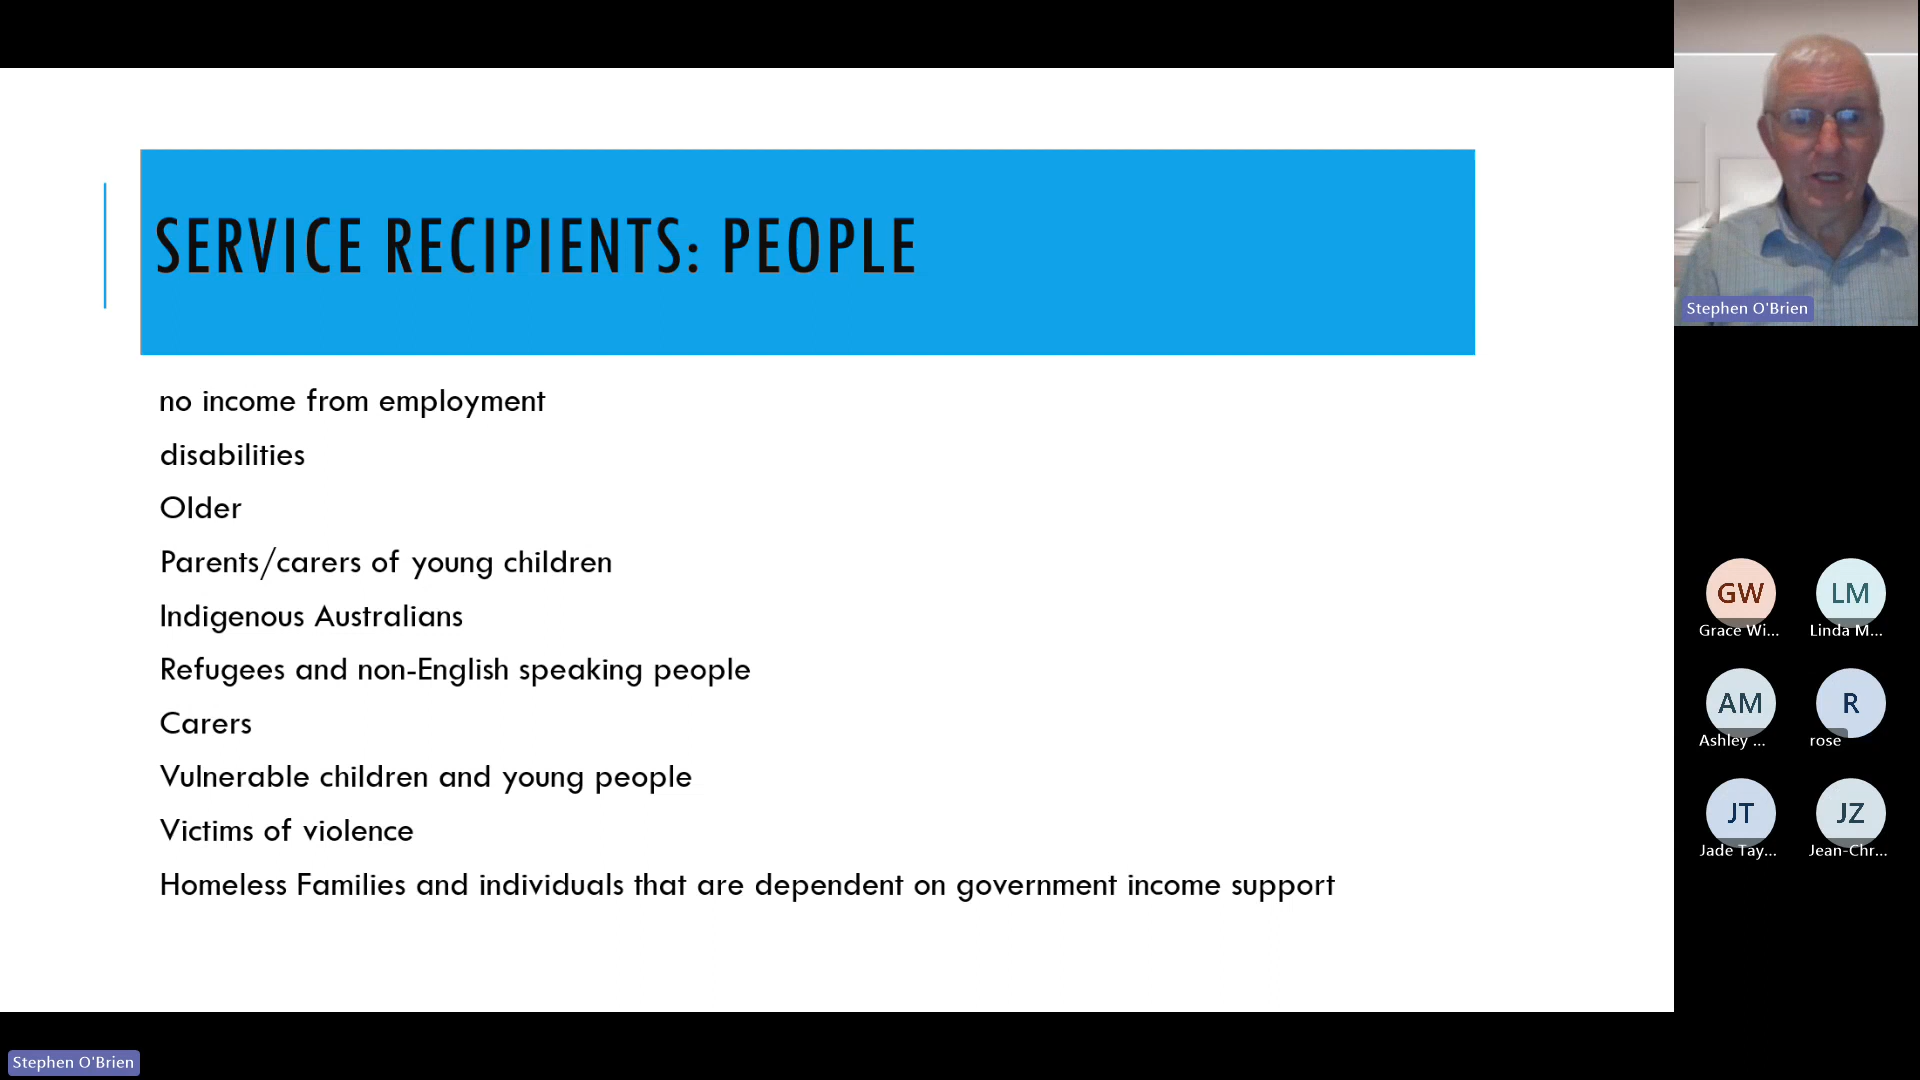 SERVICE RECIPIENTS: PEOPLE
no income from employment
disabilities
Older
Parents/carers of young children
Indigenous Australians
Refugees and non-English speaking people
Carers
Vulnerable children and young people
Victims of violence
Homeless Families and individuals that are dependent on government income support
Stephen O'Brien
GW
Grace Wi...
LM
Linda M...
AM
Ashley ...
R
rose
JT
Jade Tay...
JZ
Jean-Chr...
Stephen O'Brien